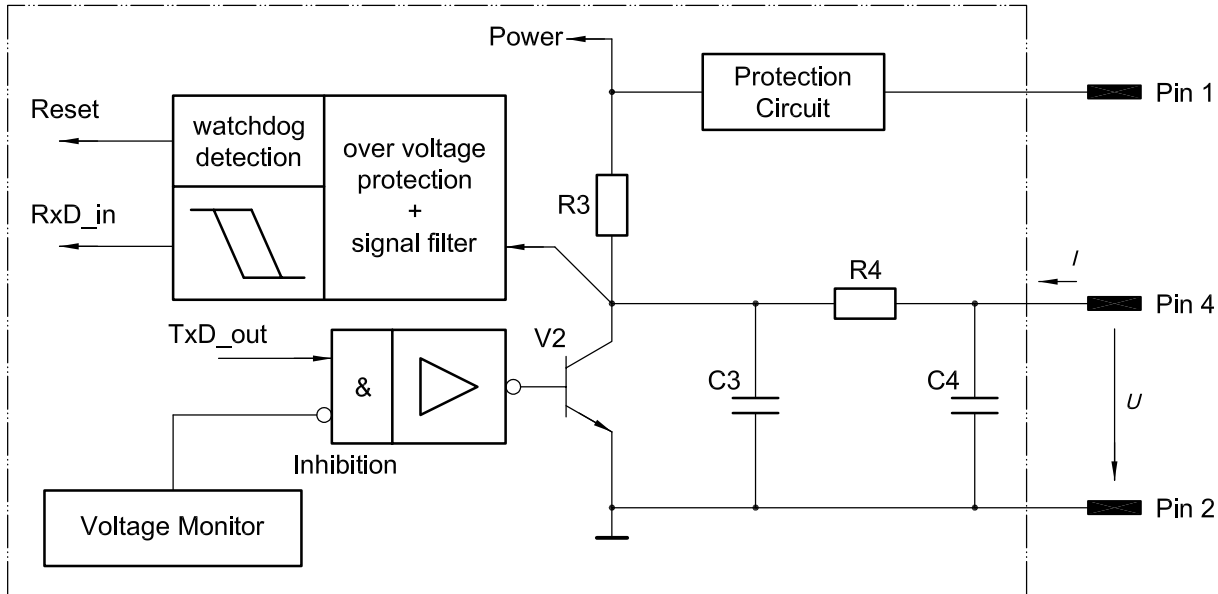 Power
Protection
Circuit
Pin 1
Reset
watchdog
detection
over voltage
protection
+
signal filter
R3
RxD_in
R4
I
Pin 4
TxD_out
V2
&
C3
C4
U
Inhibition
Voltage Monitor
Pin 2